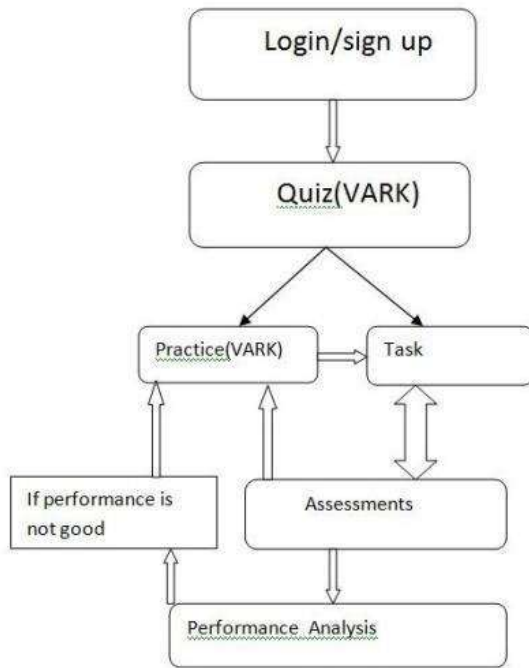 Login/sign up
Quiz(VARK)
Practice(VARK)
Task
If performance is
not good
Assessments
Performance Analysis